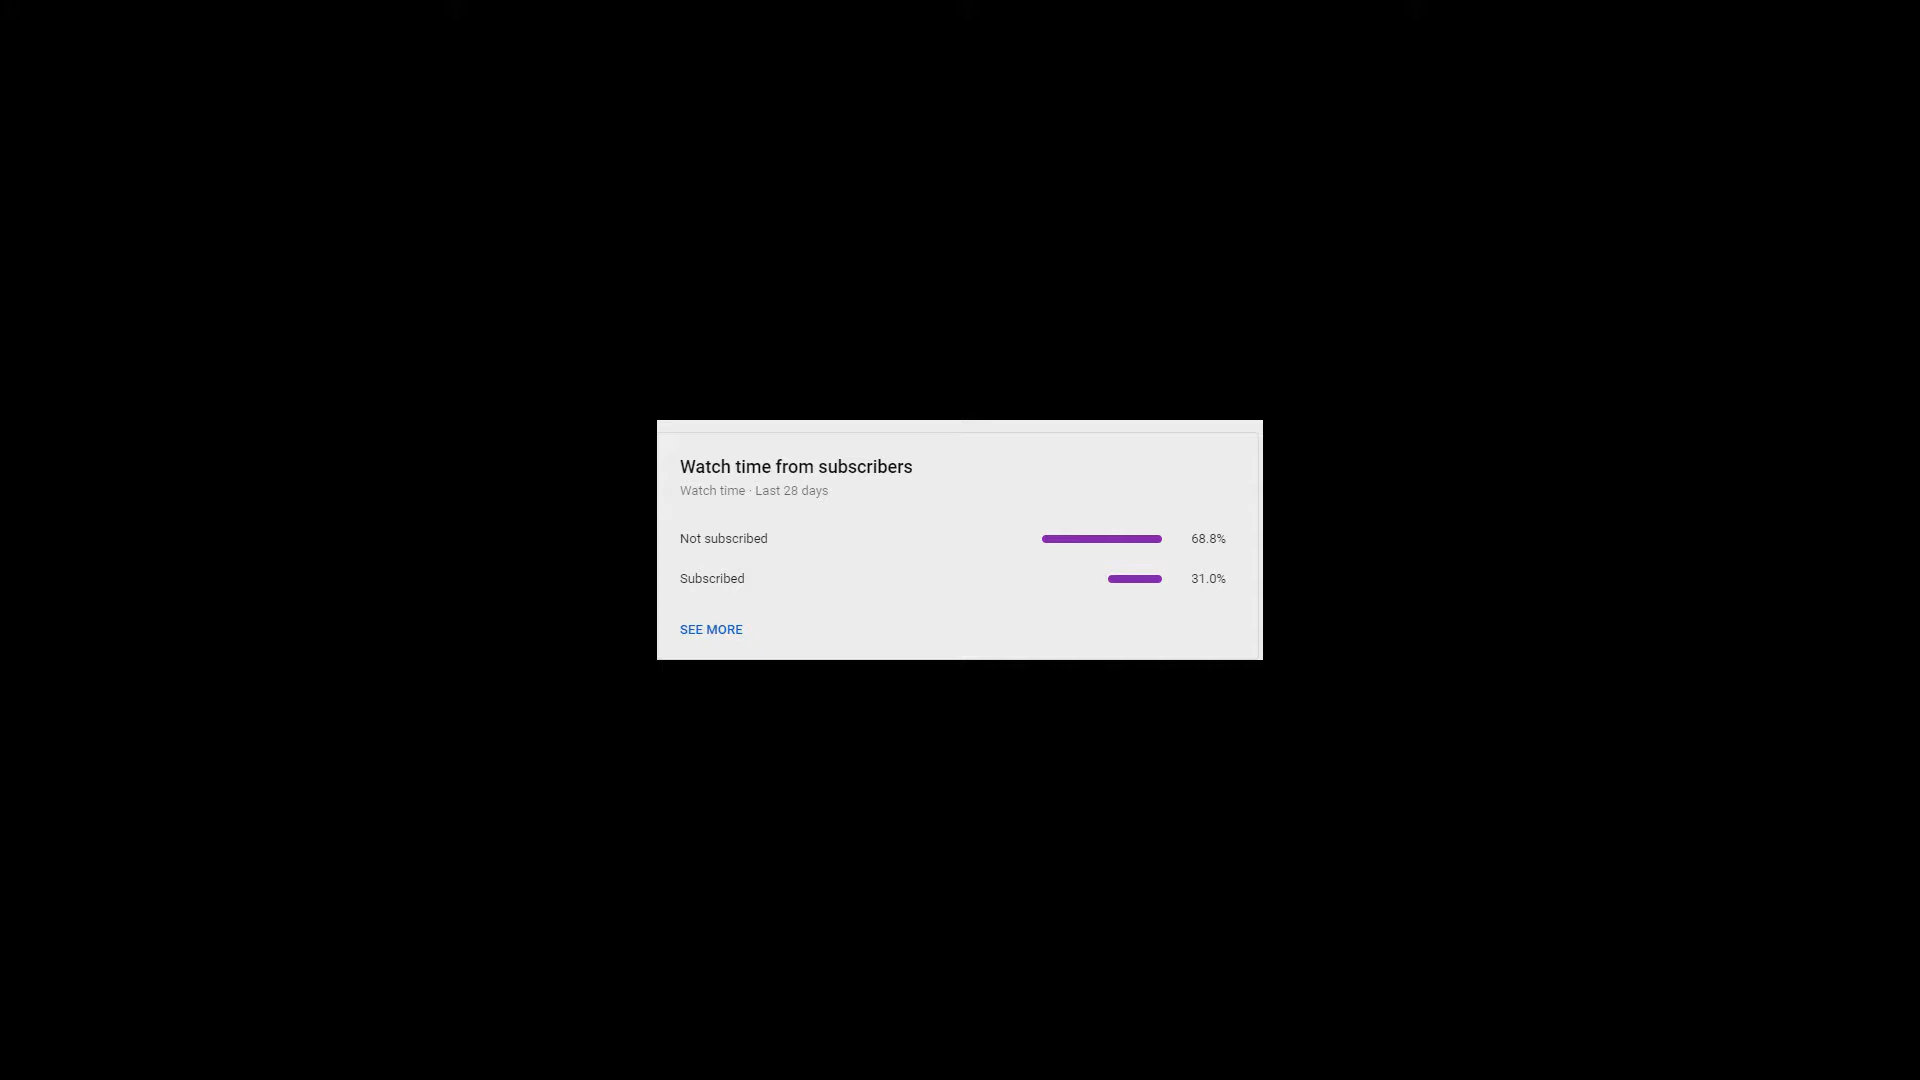 Watch time from subscribers
Watch time · Last 28 days
Not subscribed 68.8%
Subscribed 31.0%
SEE MORE